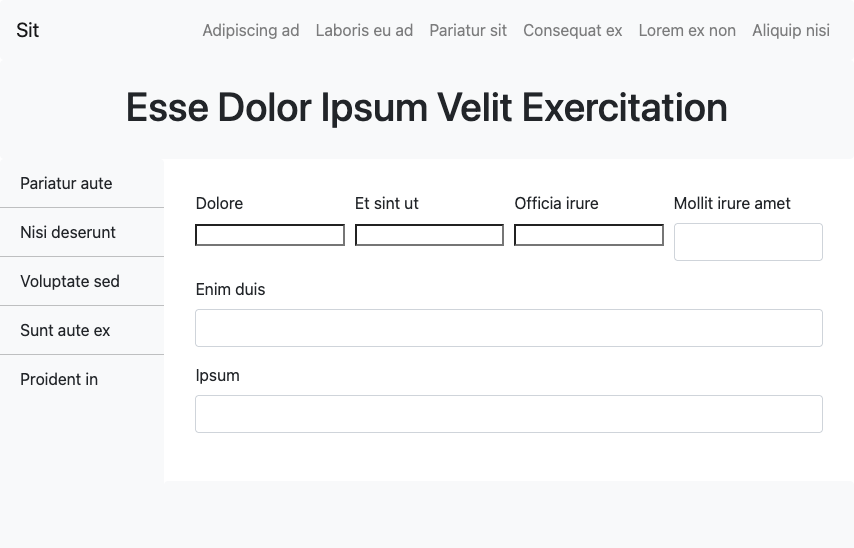 Sit
Adipiscing ad Laboris eu ad Pariatur sit Consequat ex Lorem ex non Aliquip nisi
Esse Dolor Ipsum Velit Exercitation
Pariatur aute
Nisi deserunt
Voluptate sed
Sunt aute ex
Proident in
Dolore Et sint ut Officia irure Mollit irure amet
Enim duis
Ipsum